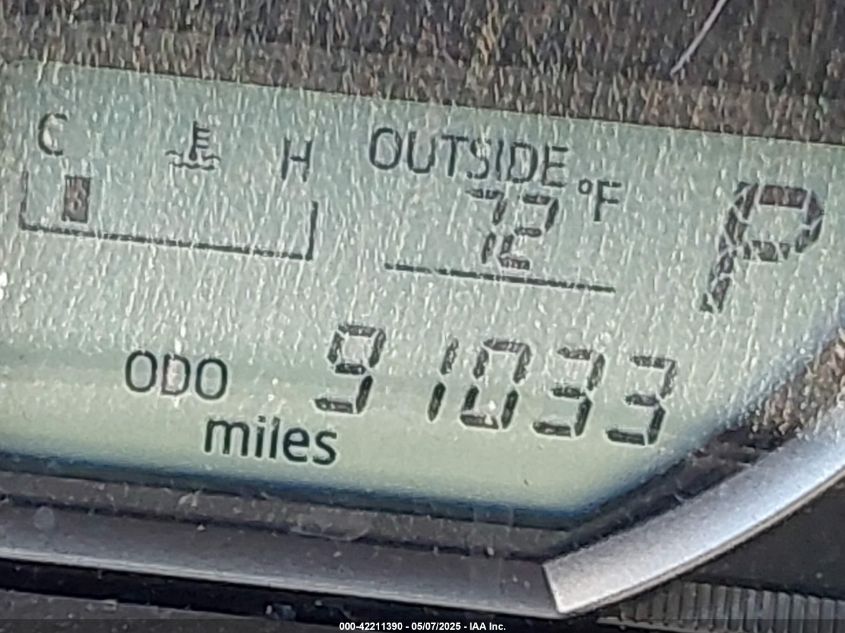 C H OUTSIDE
72 °F P
ODO 91033
miles
000-42211390 - 05/07/2025 - IAA Inc.